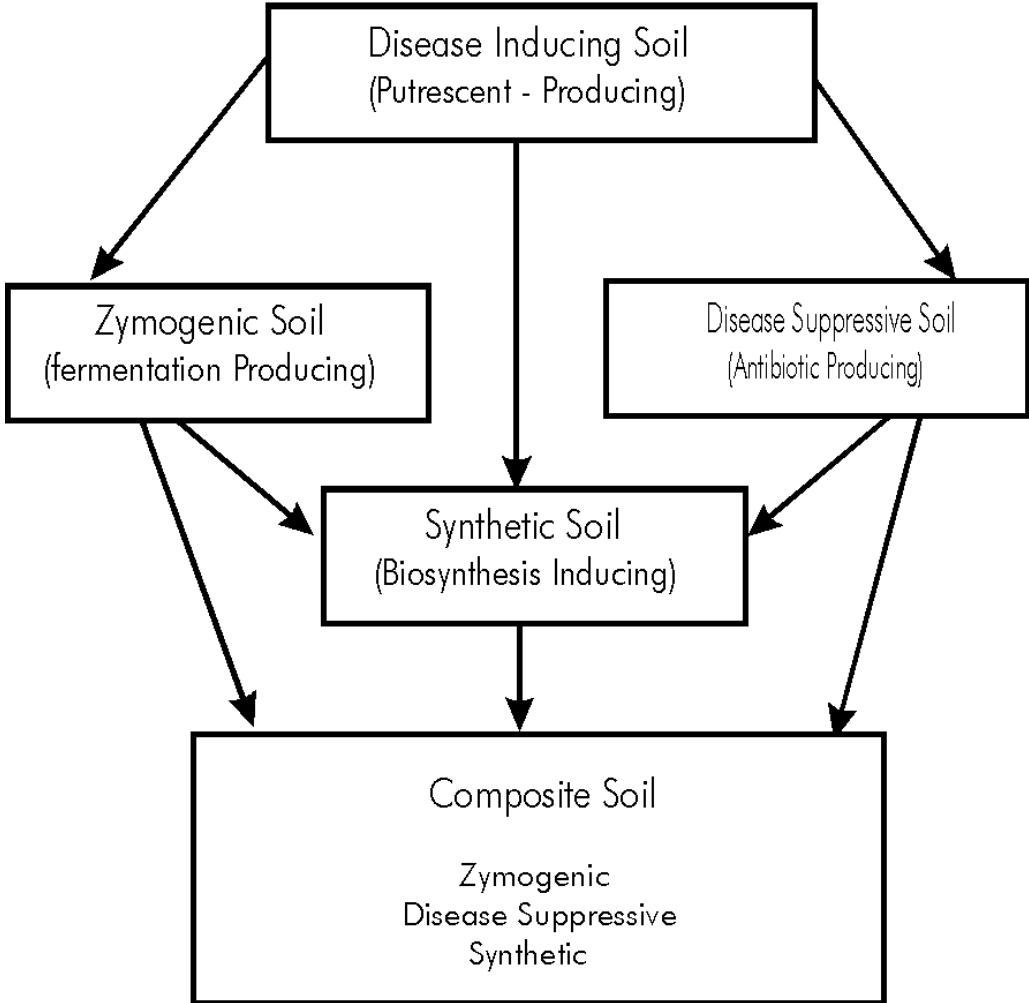 Disease Inducing Soil
(Putrescent - Producing)
Zymogenic Soil
(fermentation Producing)
Disease Suppressive Soil
(Antibiotic Producing)
Synthetic Soil
(Biosynthesis Inducing)
Composite Soil
Zymogenic
Disease Suppressive
Synthetic